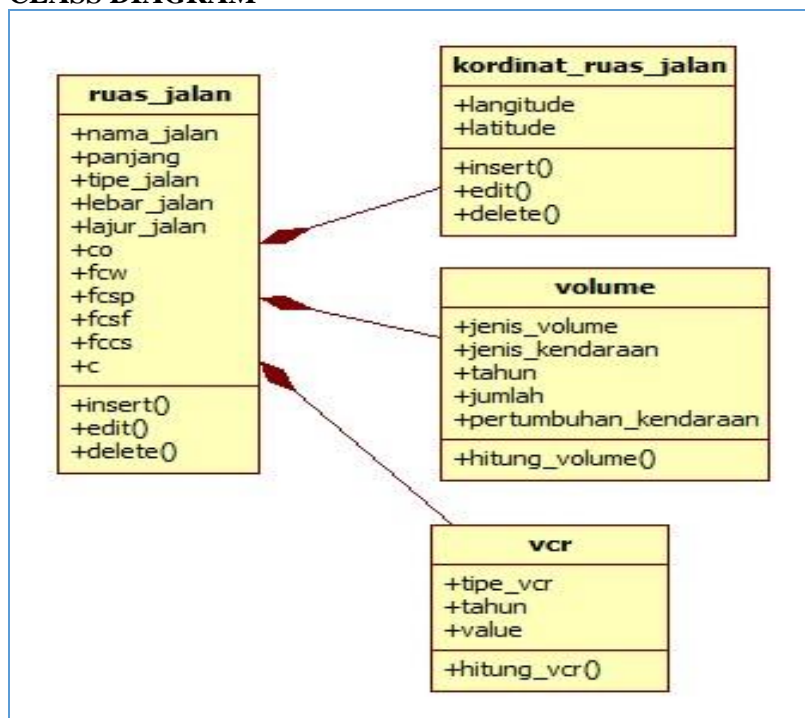 CLASS DIAGRAM
ruas_jalan
+nama_jalan
+panjang
+tipe_jalan
+lebar_jalan
+lajur_jalan
+co
+fcw
+fcsp
+fcsf
+fccs
+c
+insert()
+edit()
+delete()
kordinat_ruas_jalan
+langitude
+latitude
+insert()
+edit()
+delete()
volume
+jenis_volume
+jenis_kendaraan
+tahun
+jumlah
+pertumbuhan_kendaraan
+hitung_volume()
vcr
+tipe_vcr
+tahun
+value
+hitung_vcr()